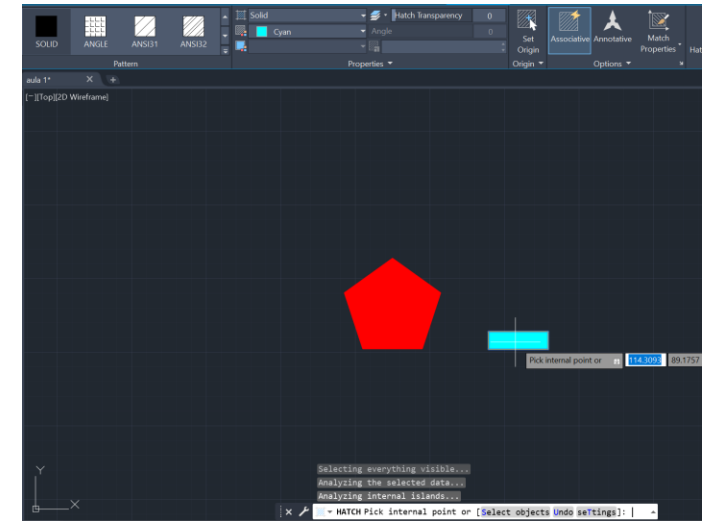 Solid
Hatch Transparency 0
Cyan
Angle 0
SOLID ANGLE ANSI31 ANSI32
Set Origin
Associative Annotative
Match Properties
Hat
Pattern
Properties
Origin
Options
aula 1*
[−][Top][2D Wireframe]
Pick internal point or 114.3093 89.1757
Y
X
Selecting everything visible...
Analyzing the selected data...
Analyzing internal islands...
HATCH Pick internal point or [Select objects Undo seTtings]: